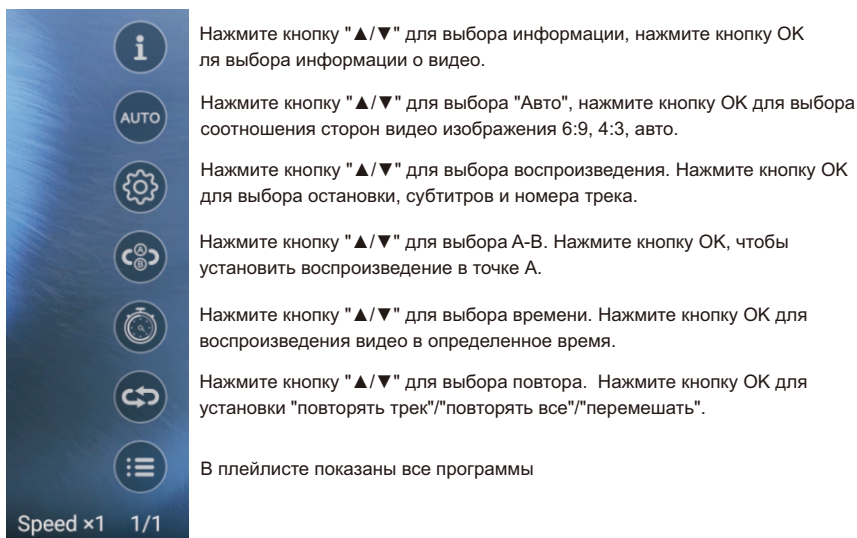 Нажмите кнопку "▲/▼" для выбора информации, нажмите кнопку OK
ля выбора информации о видео.
AUTO
Нажмите кнопку "▲/▼" для выбора "Авто", нажмите кнопку OK для выбора
соотношения сторон видео изображения 6:9, 4:3, авто.
Нажмите кнопку "▲/▼" для выбора воспроизведения. Нажмите кнопку OK
для выбора остановки, субтитров и номера трека.
A
B
Нажмите кнопку "▲/▼" для выбора A-B. Нажмите кнопку OK, чтобы
установить воспроизведение в точке A.
Нажмите кнопку "▲/▼" для выбора времени. Нажмите кнопку OK для
воспроизведения видео в определенное время.
Нажмите кнопку "▲/▼" для выбора повтора.  Нажмите кнопку OK для
установки "повторять трек"/"повторять все"/"перемешать".
В плейлисте показаны все программы
Speed ×1 1/1